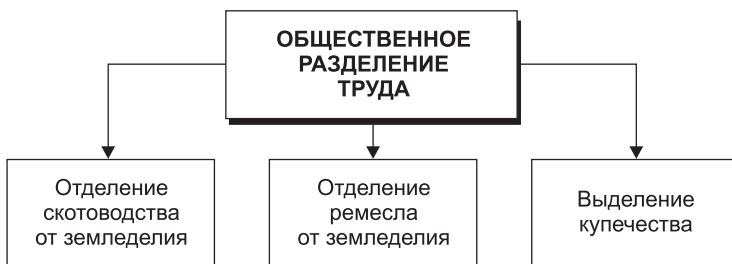 ОБЩЕСТВЕННОЕ
РАЗДЕЛЕНИЕ
ТРУДА
Отделение
скотоводства
от земледелия
Отделение
ремесла
от земледелия
Выделение
купечества